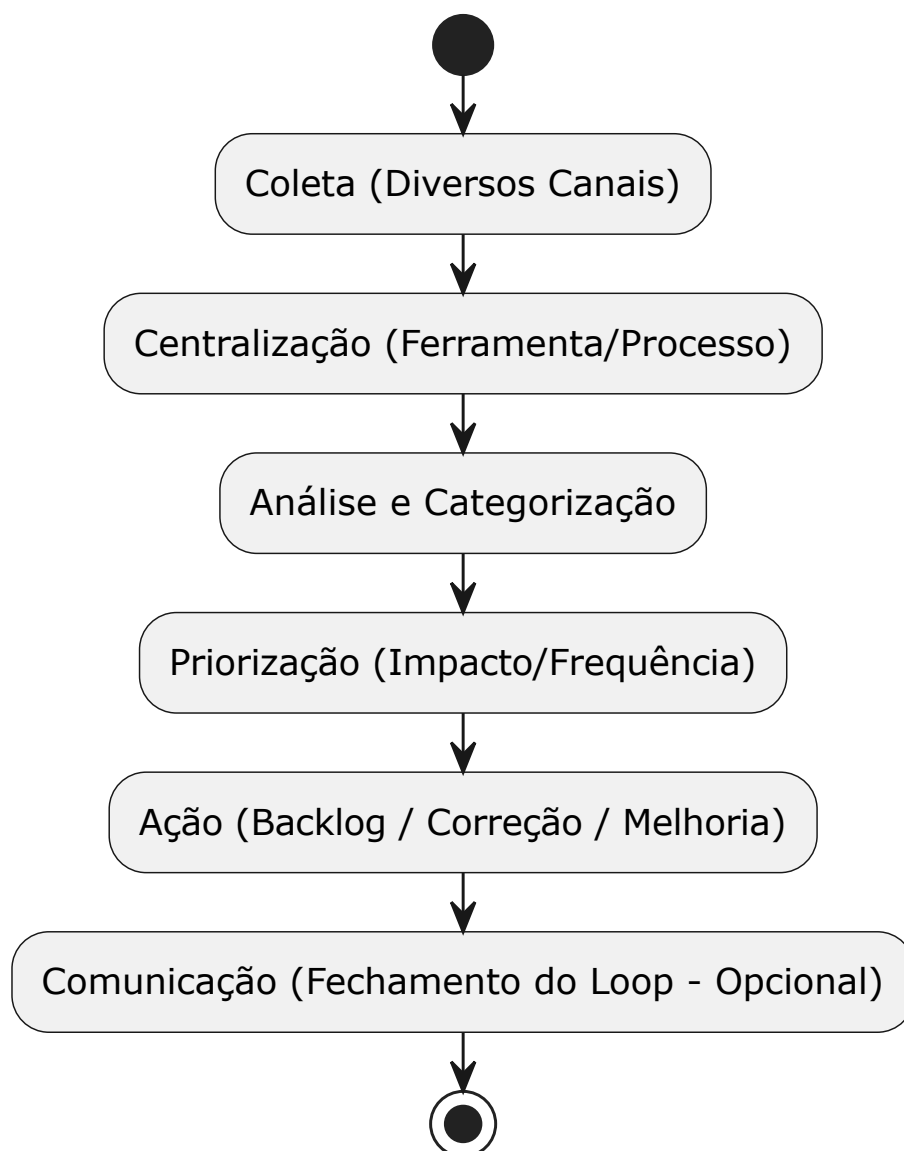 Coleta (Diversos Canais)
Centralização (Ferramenta/Processo)
Análise e Categorização
Priorização (Impacto/Frequência)
Ação (Backlog / Correção / Melhoria)
Comunicação (Fechamento do Loop - Opcional)